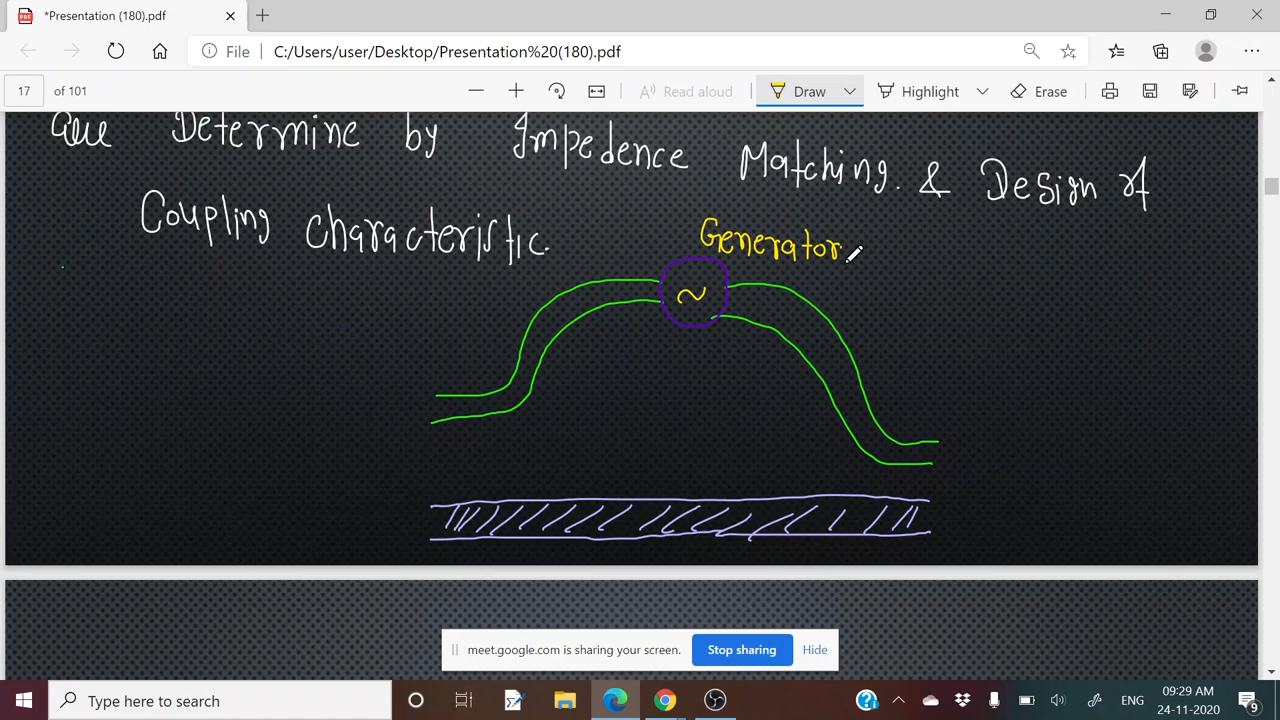 *Presentation (180).pdf
File
C:/Users/user/Desktop/Presentation%20(180).pdf
17 of 101
Read aloud
Draw
Highlight
Erase
Determine by Impedence Matching. & Design of
Coupling Characteristic.
Generator
meet.google.com is sharing your screen.
Stop sharing
Hide
Type here to search
ENG
09:29 AM
24-11-2020
9